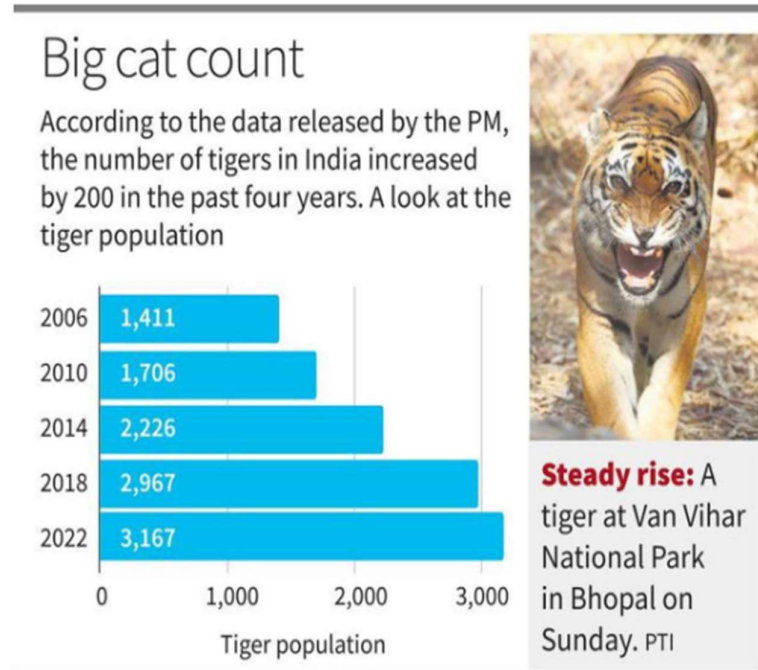 Big cat count
According to the data released by the PM,
the number of tigers in India increased
by 200 in the past four years. A look at the
tiger population
2006 1,411
2010 1,706
2014 2,226
2018 2,967
2022 3,167
0 1,000 2,000 3,000
Tiger population
Steady rise: A
tiger at Van Vihar
National Park
in Bhopal on
Sunday. PTI